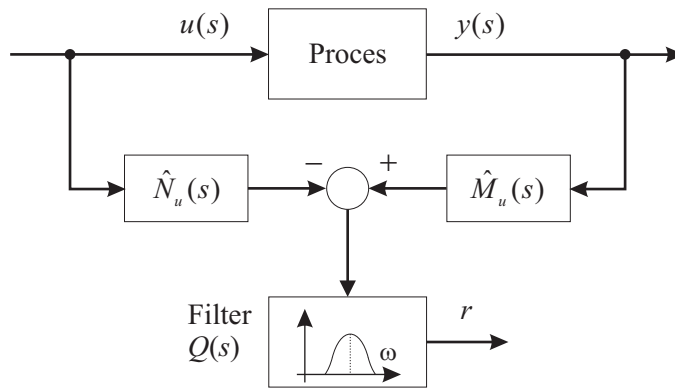 u(s)
Proces
y(s)
N̂ᵤ(s)
−
+
M̂ᵤ(s)
Filter
Q(s)
ω
r